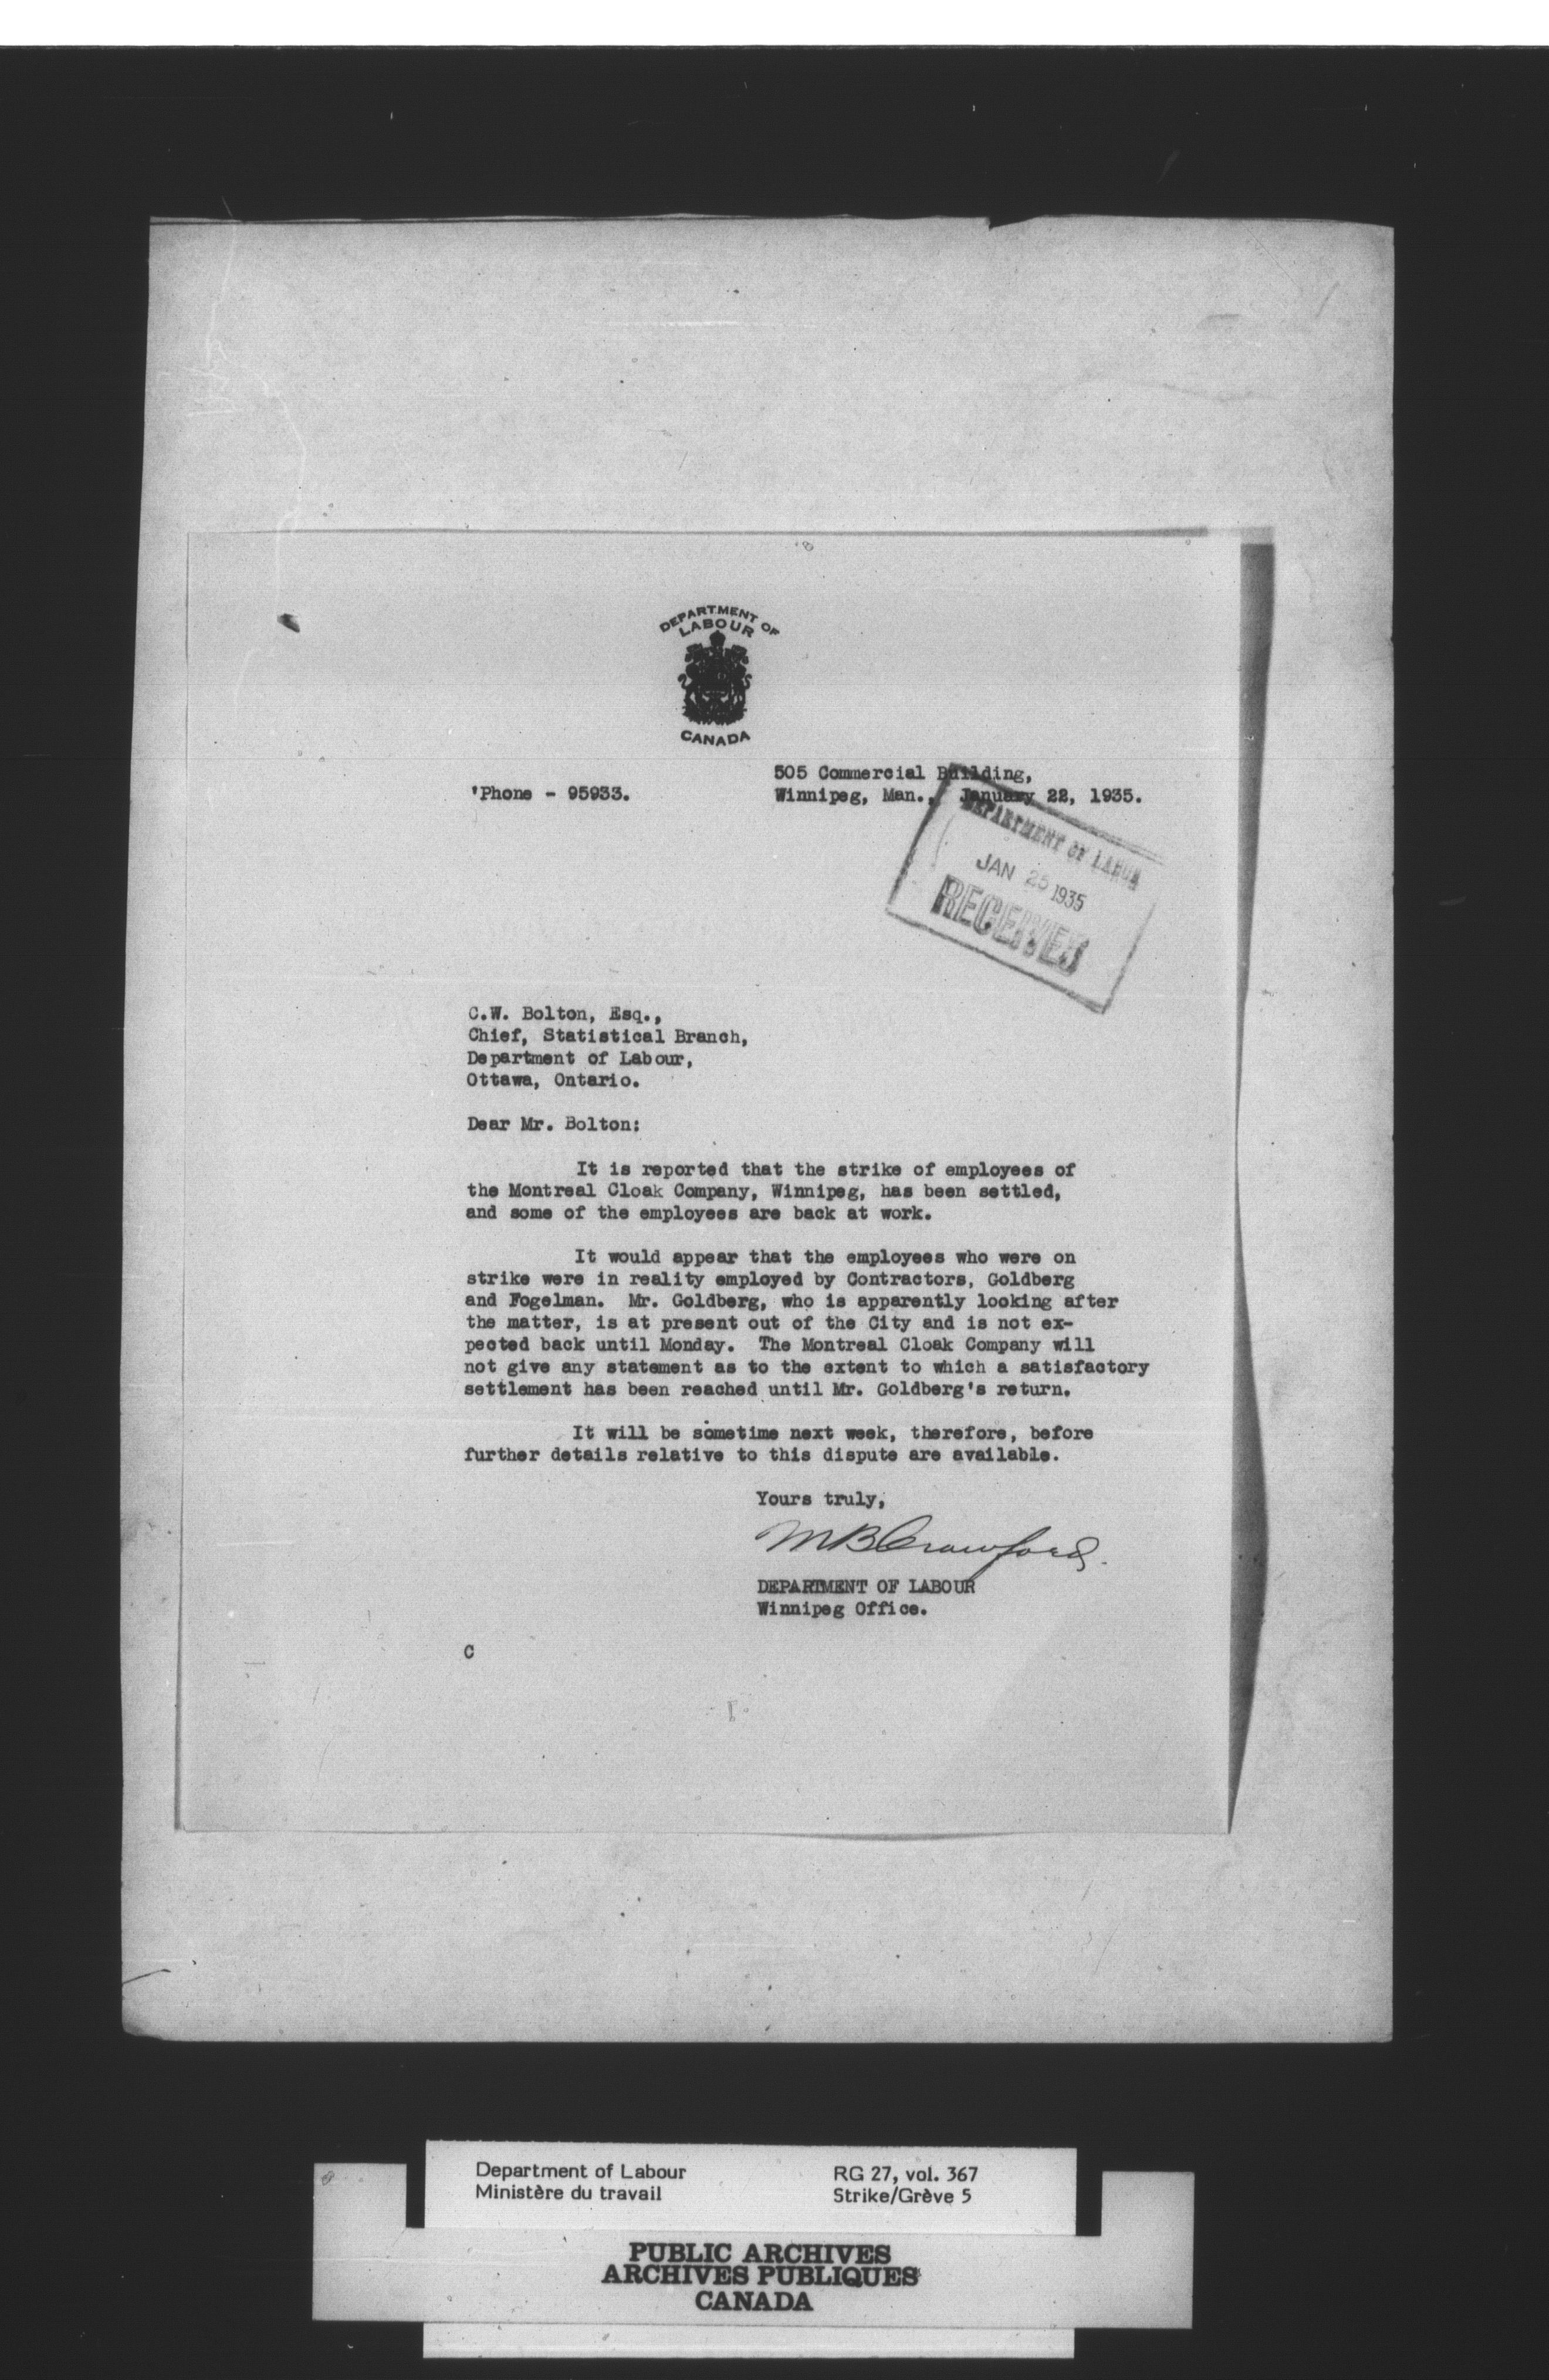 DEPARTMENT OF
LABOUR
CANADA
505 Commercial Building,
'Phone - 95933. Winnipeg, Man., January 22, 1935.
DEPARTMENT OF LABOUR
JAN 25 1935
RECEIVED
C.W. Bolton, Esq.,
Chief, Statistical Branch,
Department of Labour,
Ottawa, Ontario.
Dear Mr. Bolton:
It is reported that the strike of employees of
the Montreal Cloak Company, Winnipeg, has been settled,
and some of the employees are back at work.
It would appear that the employees who were on
strike were in reality employed by Contractors, Goldberg
and Fogelman. Mr. Goldberg, who is apparently looking after
the matter, is at present out of the City and is not ex-
pected back until Monday. The Montreal Cloak Company will
not give any statement as to the extent to which a satisfactory
settlement has been reached until Mr. Goldberg's return.
It will be sometime next week, therefore, before
further details relative to this dispute are available.
Yours truly,
MBCrawford.
DEPARTMENT OF LABOUR
Winnipeg Office.
C
Department of Labour RG 27, vol. 367
Ministère du travail Strike/Grève 5
PUBLIC ARCHIVES
ARCHIVES PUBLIQUES
CANADA